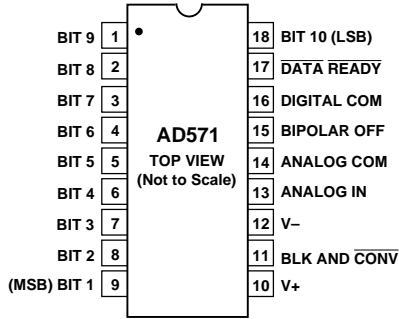 BIT 9 1 18 BIT 10 (LSB)
BIT 8 2 17 DATA READY
BIT 7 3 16 DIGITAL COM
BIT 6 4 15 BIPOLAR OFF
AD571
BIT 5 5 14 ANALOG COM
TOP VIEW
(Not to Scale)
BIT 4 6 13 ANALOG IN
BIT 3 7 12 V–
BIT 2 8 11 BLK AND CONV
(MSB) BIT 1 9 10 V+